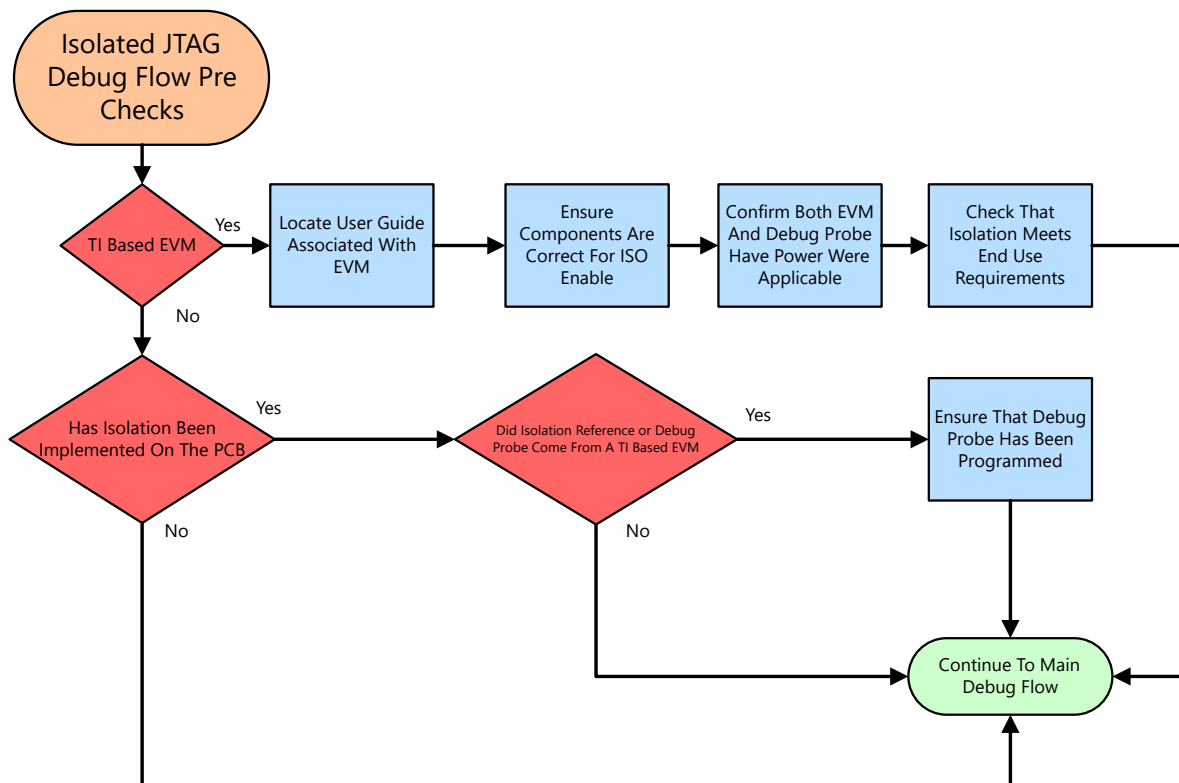 Isolated JTAG
Debug Flow Pre
Checks
TI Based EVM
Yes
Locate User Guide
Associated With
EVM
Ensure
Components Are
Correct For ISO
Enable
Confirm Both EVM
And Debug Probe
Have Power Were
Applicable
Check That
Isolation Meets
End Use
Requirements
No
Has Isolation Been
Implemented On The PCB
Yes
Did Isolation Reference or Debug
Probe Come From A TI Based EVM
Yes
Ensure That Debug
Probe Has Been
Programmed
No
No
Continue To Main
Debug Flow